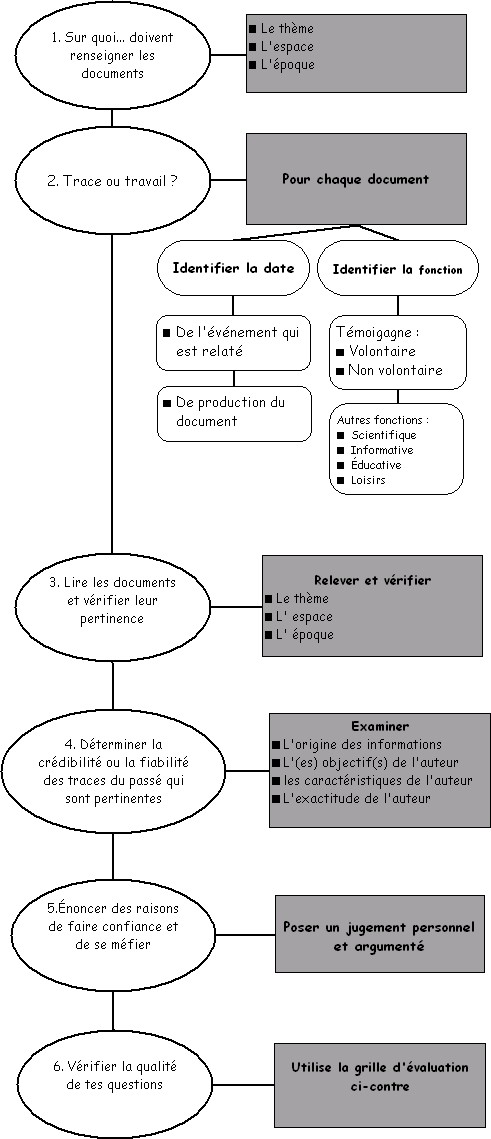 1. Sur quoi... doivent
renseigner les
documents
■ Le thème
■ L'espace
■ L'époque
2. Trace ou travail ?
Pour chaque document
Identifier la date
Identifier la fonction
■ De l'événement qui
est relaté
■ De production du
document
Témoigagne :
■ Volontaire
■ Non volontaire
Autres fonctions :
■ Scientifique
■ Informative
■ Éducative
■ Loisirs
3. Lire les documents
et vérifier leur
pertinence
Relever et vérifier
■ Le thème
■ L' espace
■ L' époque
4. Déterminer la
crédibilité ou la fiabilité
des traces du passé qui
sont pertinentes
Examiner
■ L'origine des informations
■ L'(es) objectif(s) de l'auteur
■ les caractéristiques de l'auteur
■ L'exactitude de l'auteur
5.Énoncer des raisons
de faire confiance et
de se méfier
Poser un jugement personnel
et argumenté
6. Vérifier la qualité
de tes questions
Utilise la grille d'évaluation
ci-contre